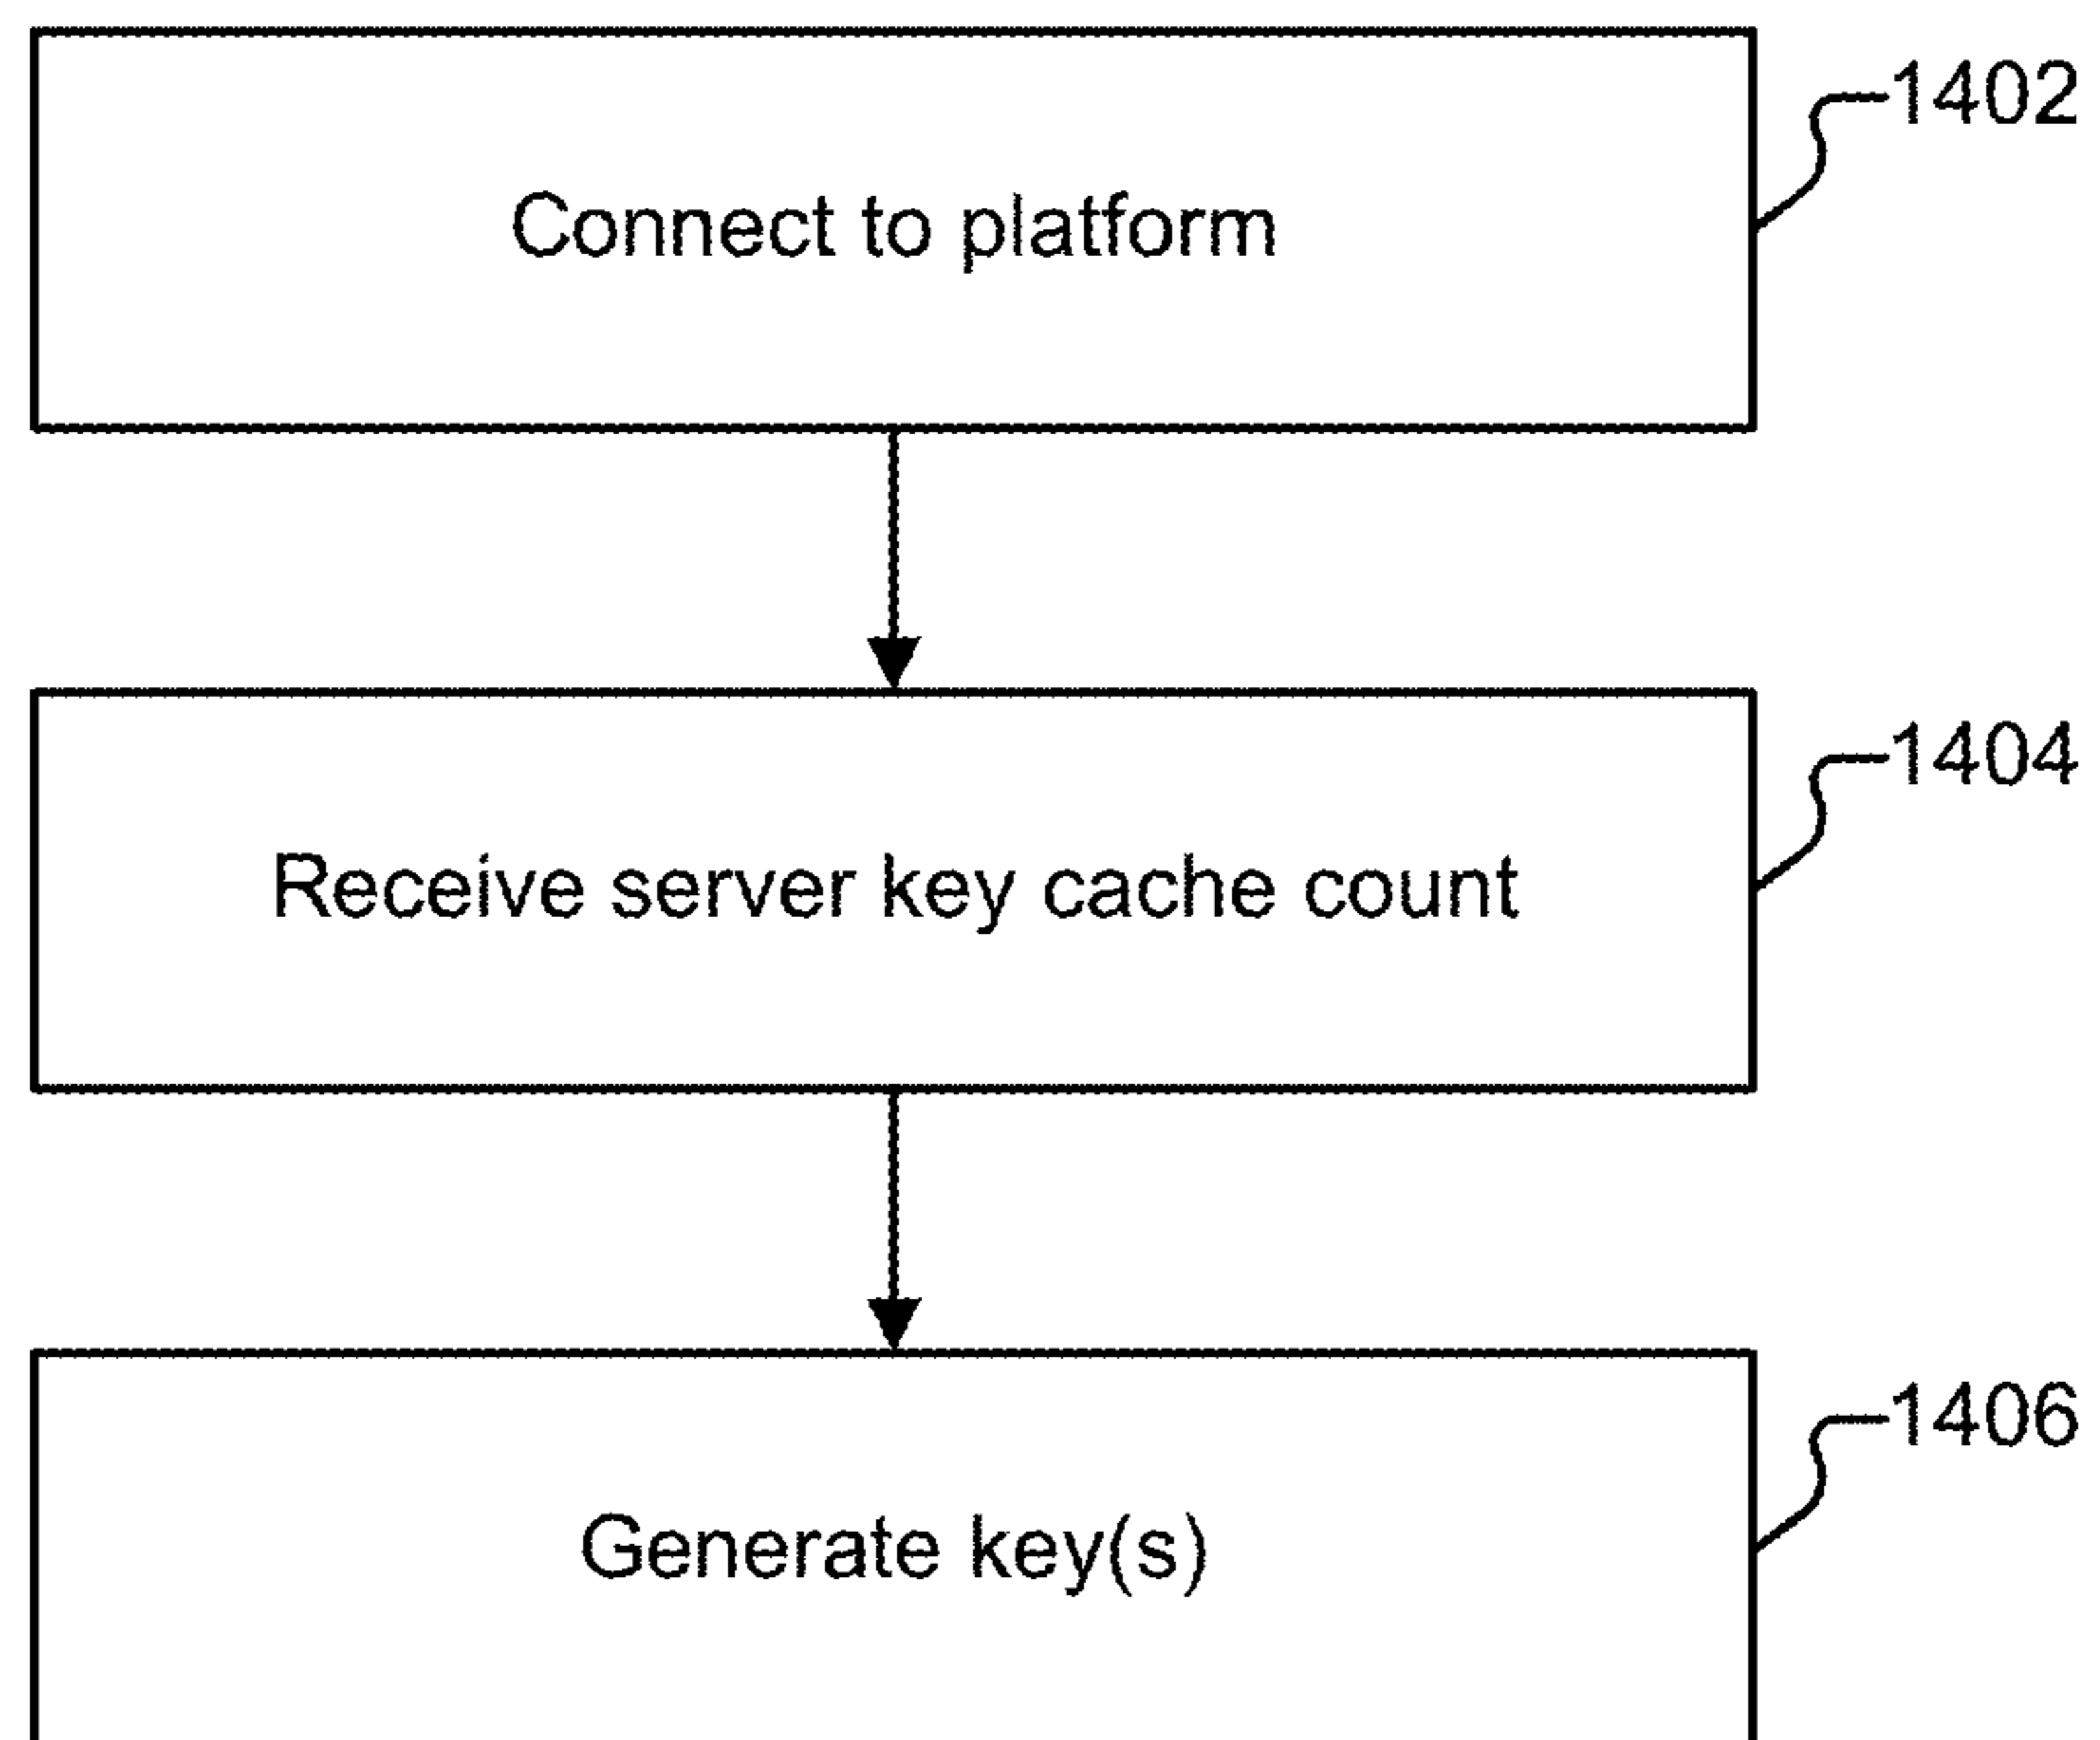 1402
Connect to platform
1404
Receive server key cache count
1406
Generate key(s)